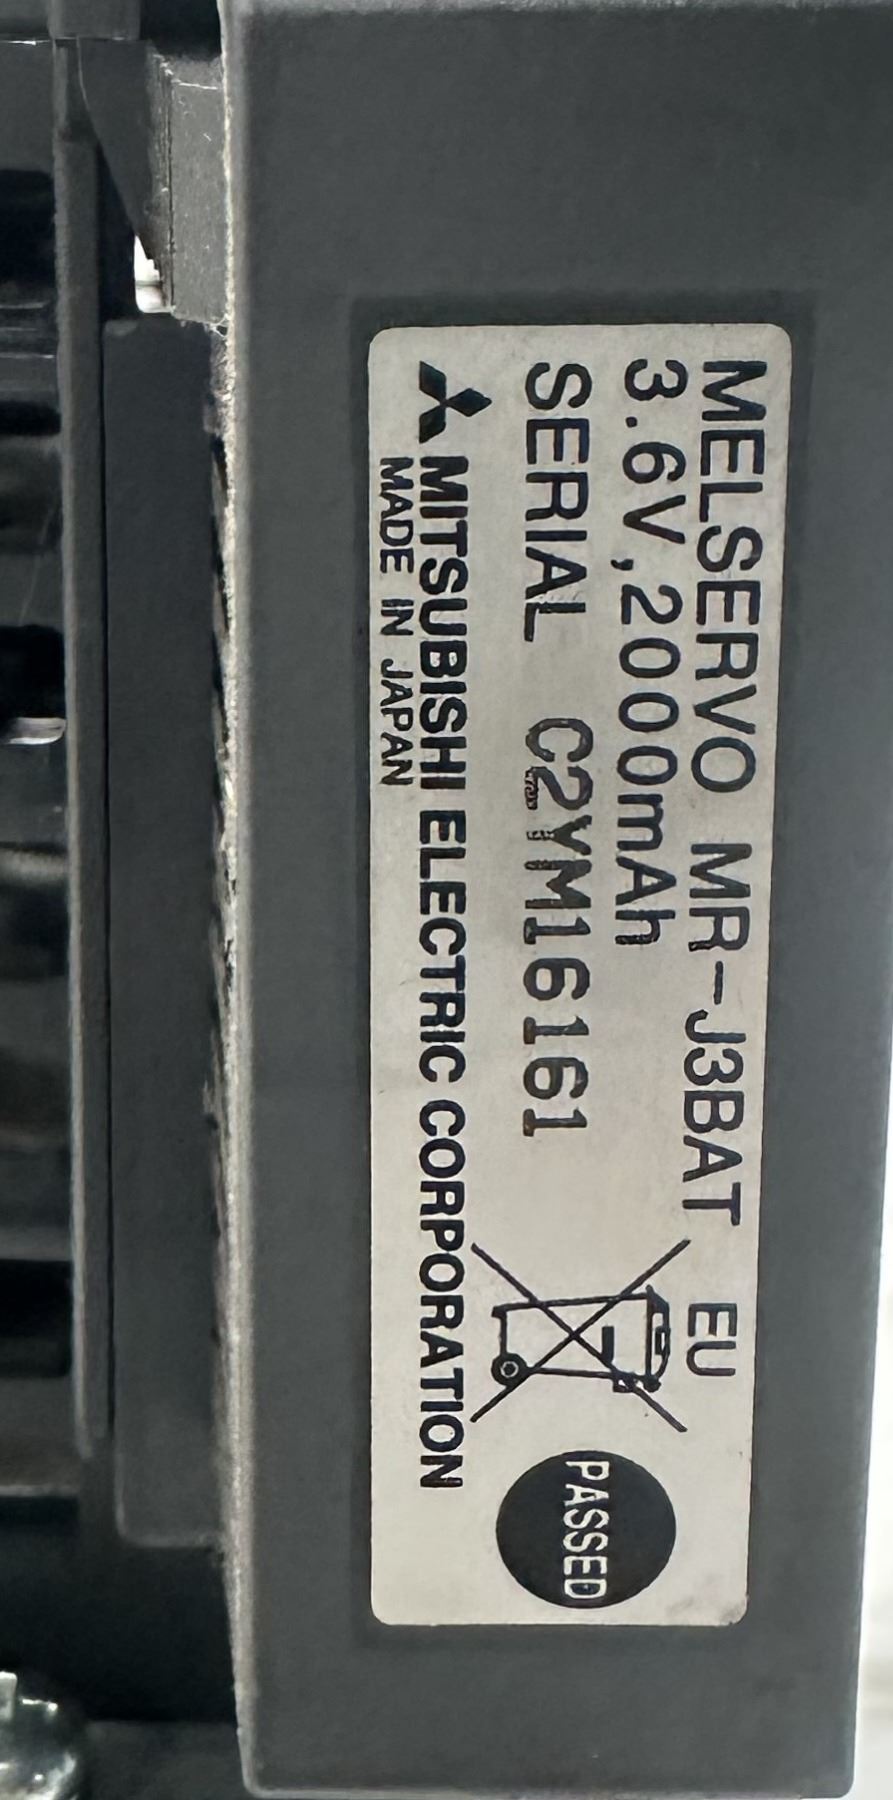 MELSERVO MR-J3BAT EU
3.6V,2000mAh
SERIAL C2YM16161
PASSED
MITSUBISHI ELECTRIC CORPORATION
MADE IN JAPAN